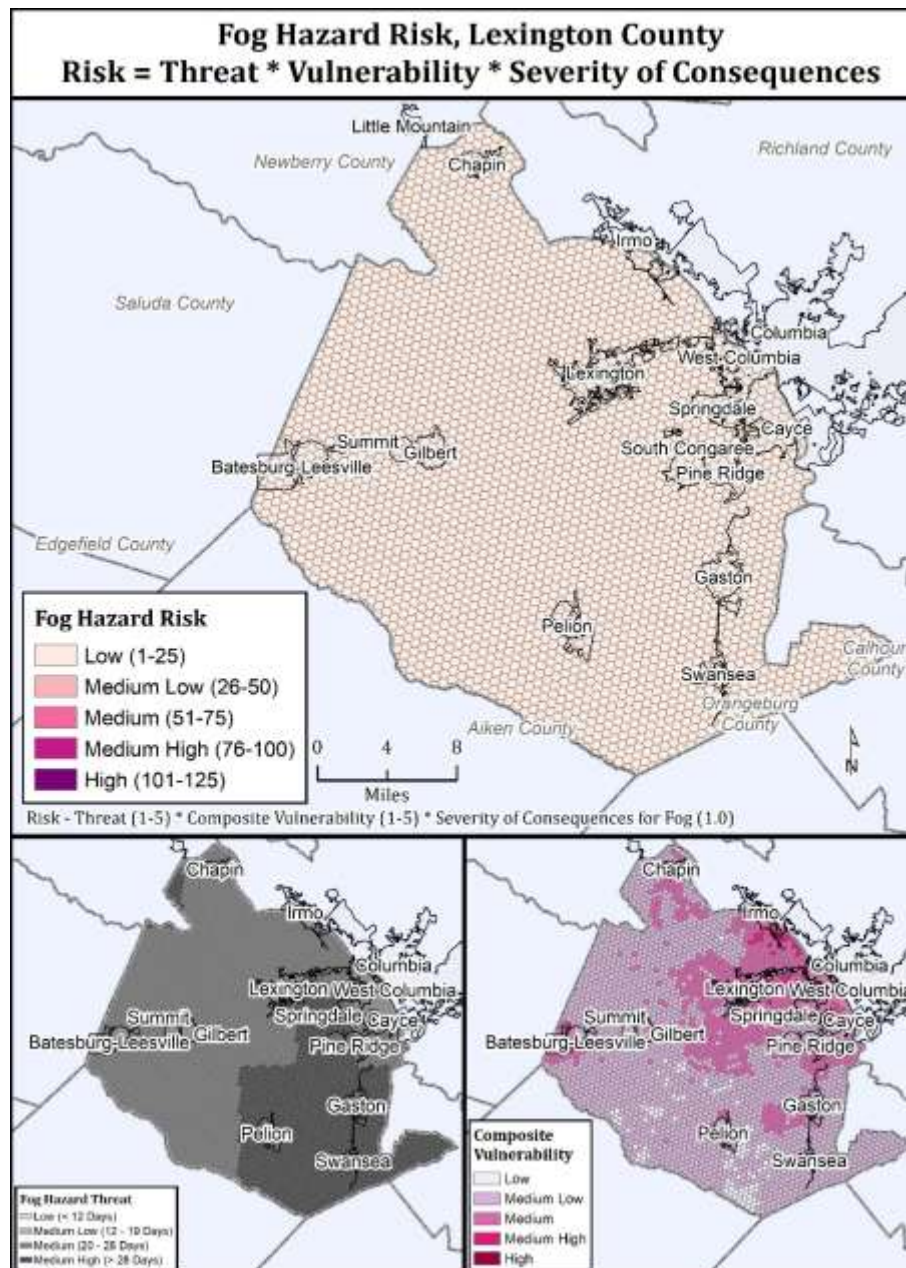 Fog Hazard Risk, Lexington County
Risk = Threat * Vulnerability * Severity of Consequences
Little Mountain
Newberry County
Richland County
Chapin
Irmo
Saluda County
Columbia
West Columbia
Lexington
Springdale
Cayce
Summit
Gilbert
South Congaree
Batesburg-Leesville
Pine Ridge
Edgefield County
Gaston
Fog Hazard Risk
Low (1-25)
Medium Low (26-50)
Medium (51-75)
Medium High (76-100)
High (101-125)
Pelion
Calhoun
County
Swansea
Orangeburg
County
Aiken County
0 4 8
Miles
N
Risk - Threat (1-5) * Composite Vulnerability (1-5) * Severity of Consequences for Fog (1.0)
Chapin
Irmo
Columbia
Lexington West Columbia
Summit
Springdale
Cayce
Batesburg-Leesville
Gilbert
Pine Ridge
Gaston
Pelion
Swansea
Fog Hazard Threat
Low (< 12 Days)
Medium Low (12 - 19 Days)
Medium (20 - 28 Days)
Medium High (> 28 Days)
Chapin
Irmo
Columbia
Lexington West Columbia
Summit
Springdale
Cayce
Batesburg-Leesville
Gilbert
Pine Ridge
Gaston
Pelion
Swansea
Composite
Vulnerability
Low
Medium Low
Medium
Medium High
High